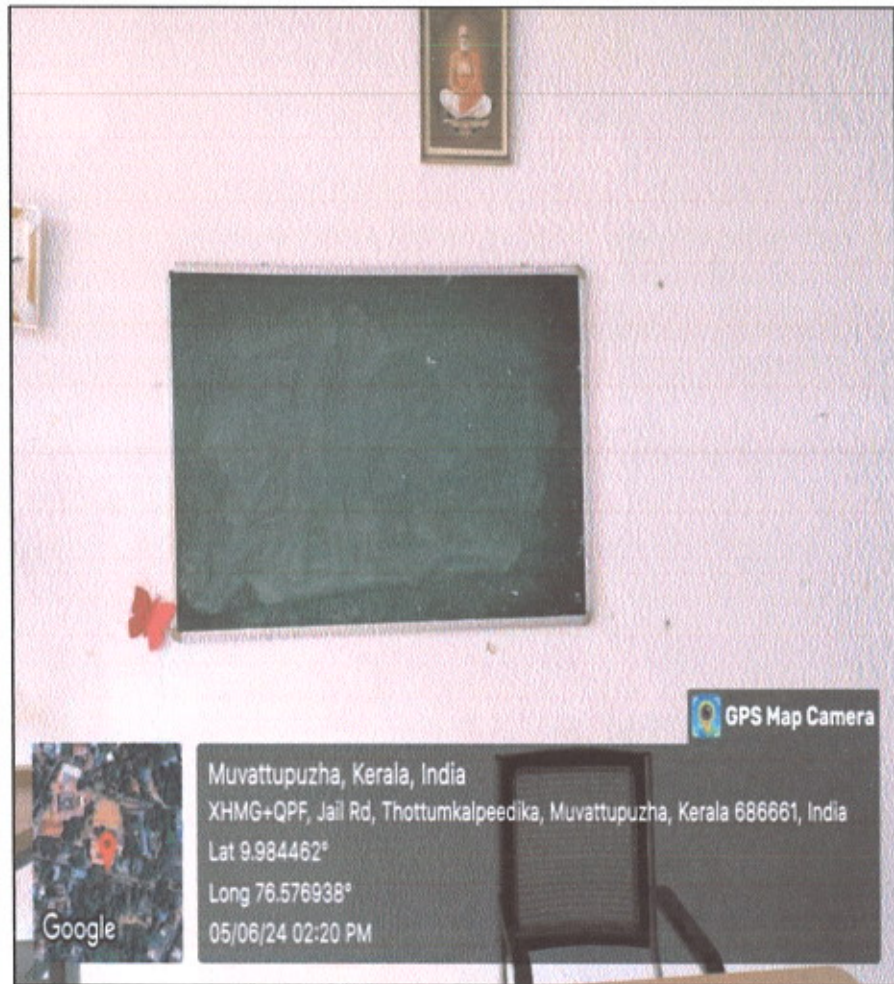 GPS Map Camera
Muvattupuzha, Kerala, India
XHMG+QPF, Jail Rd, Thottumkalpeedika, Muvattupuzha, Kerala 686661, India
Lat 9.984462°
Long 76.576938°
05/06/24 02:20 PM
Google